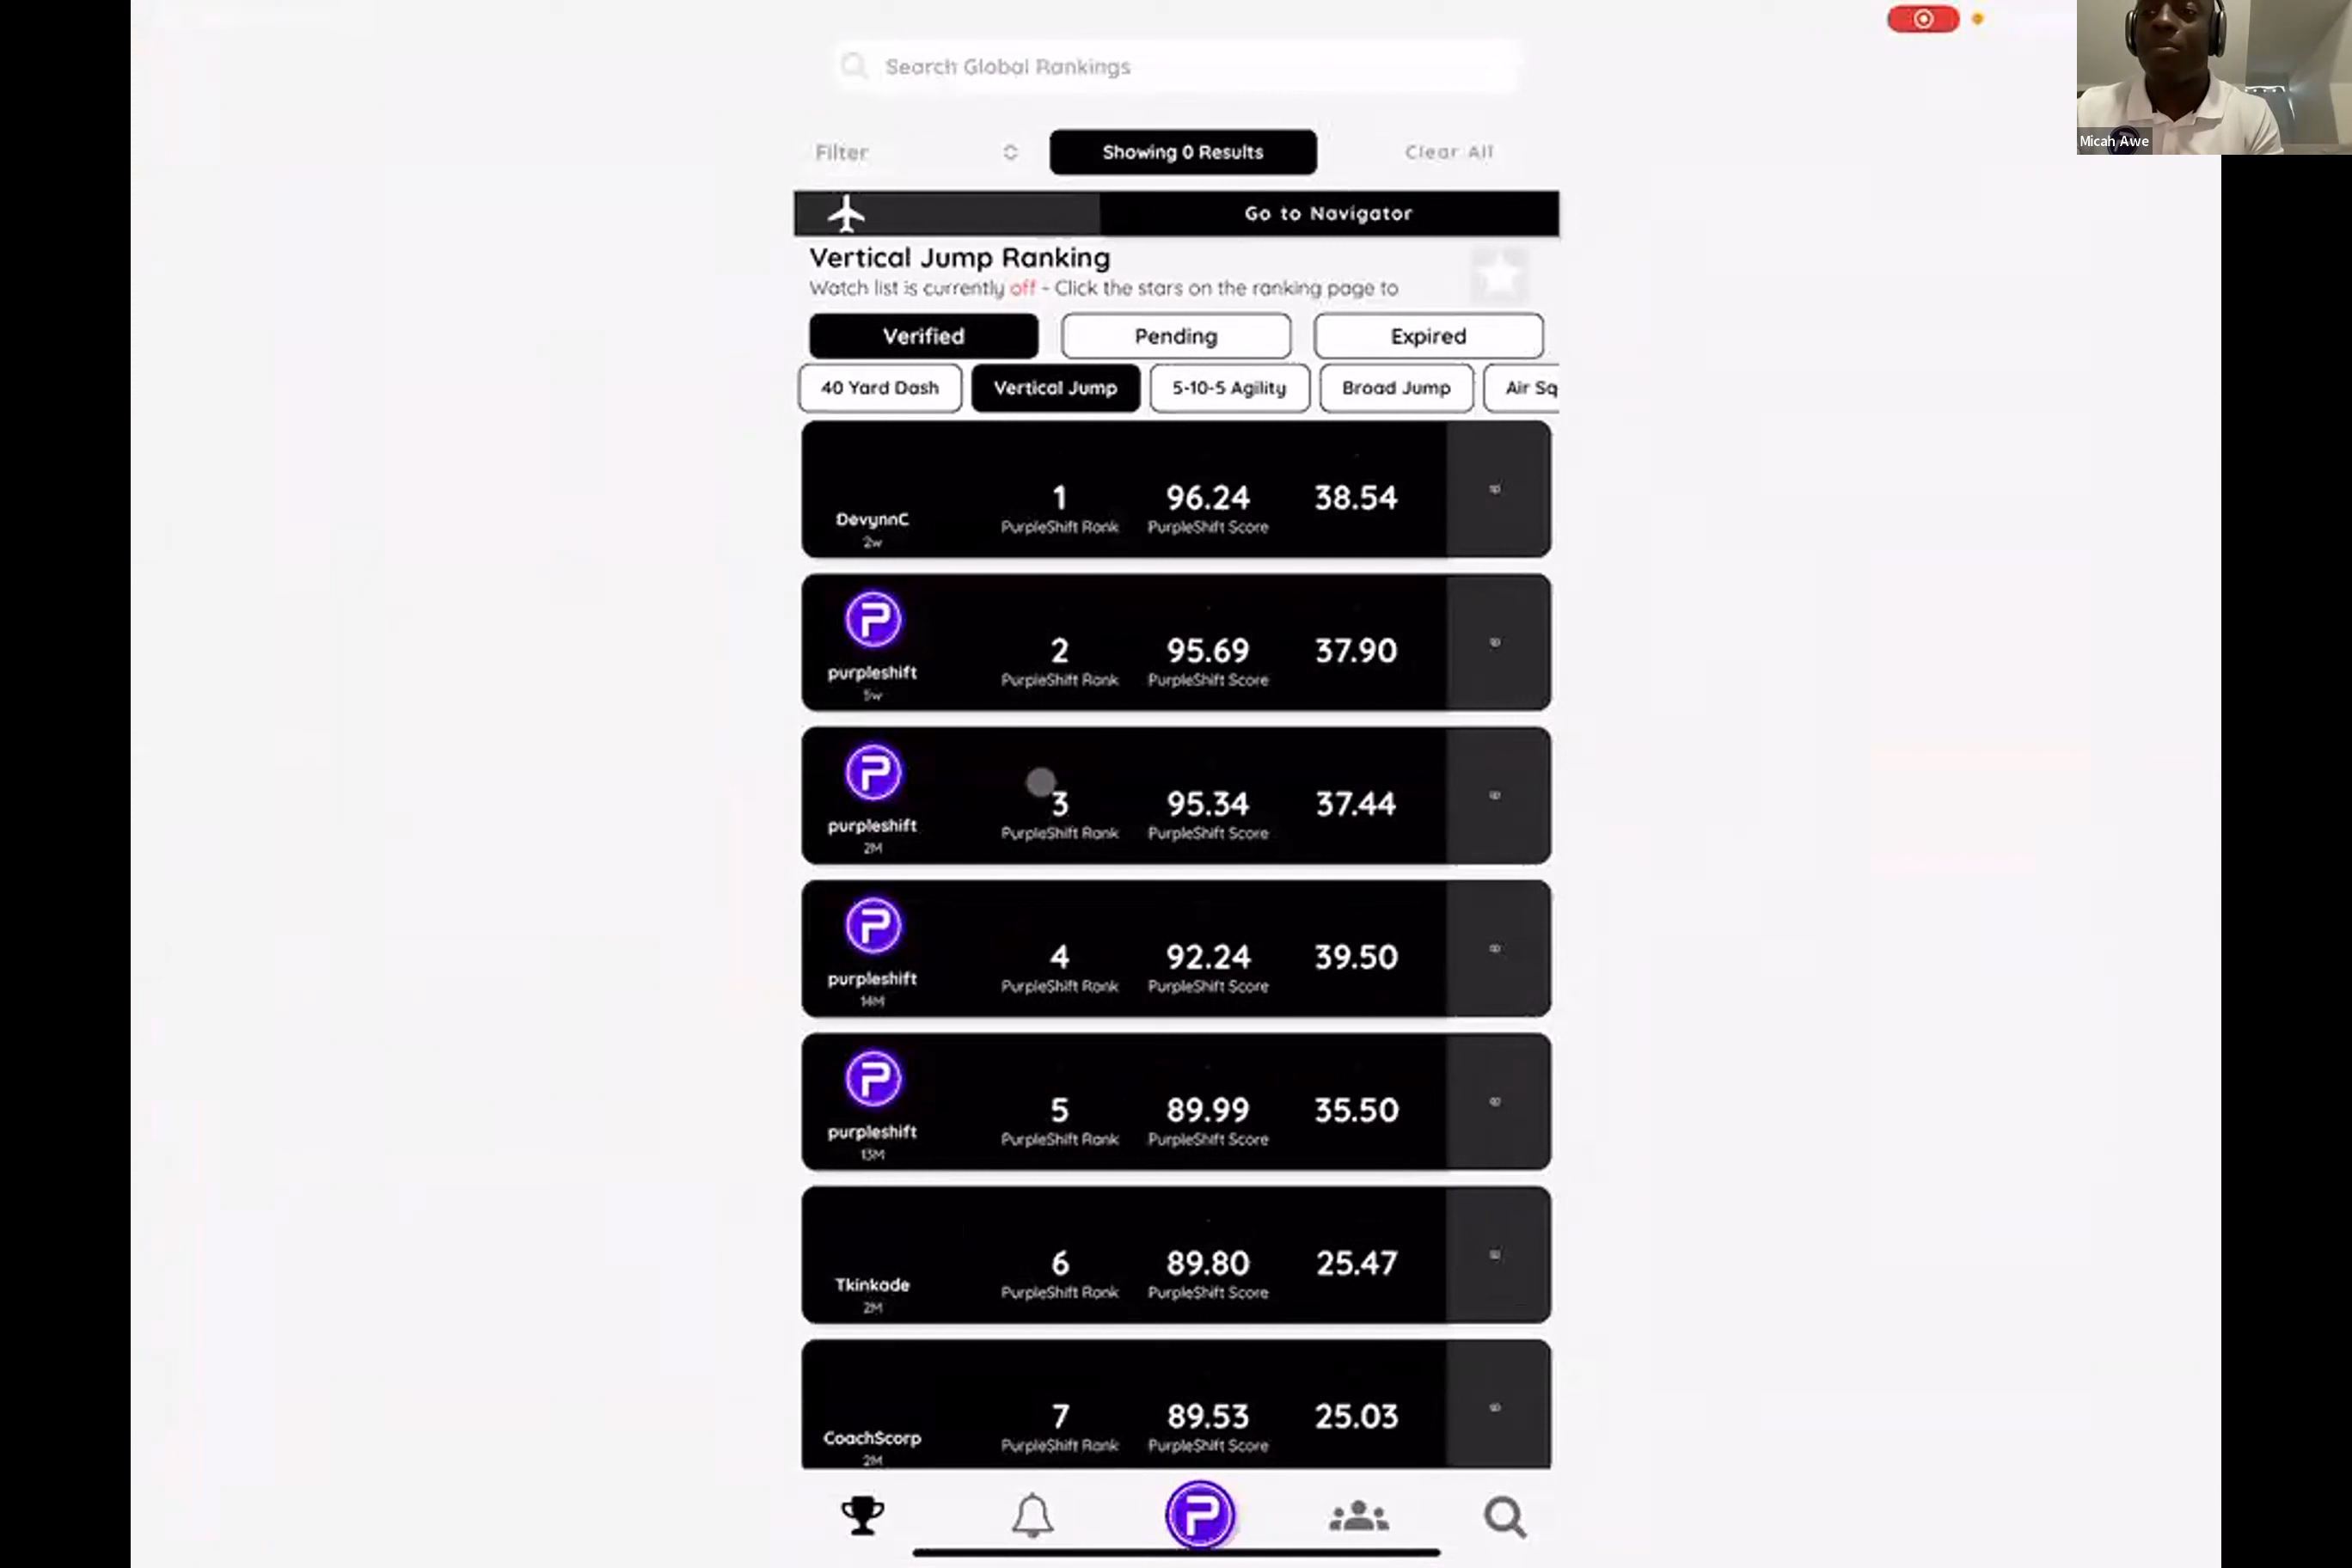 Search Global Rankings
Filter
Showing 0 Results
Clear All
Go to Navigator
Vertical Jump Ranking
Watch list is currently off - Click the stars on the ranking page to
Verified
Pending
Expired
40 Yard Dash
Vertical Jump
5-10-5 Agility
Broad Jump
Air Sq
DevynnC
2w
1
PurpleShift Rank
96.24
PurpleShift Score
38.54
purpleshift
5w
2
PurpleShift Rank
95.69
PurpleShift Score
37.90
purpleshift
2M
3
PurpleShift Rank
95.34
PurpleShift Score
37.44
purpleshift
14M
4
PurpleShift Rank
92.24
PurpleShift Score
39.50
purpleshift
13M
5
PurpleShift Rank
89.99
PurpleShift Score
35.50
Tkinkade
2M
6
PurpleShift Rank
89.80
PurpleShift Score
25.47
CoachScorp
2M
7
PurpleShift Rank
89.53
PurpleShift Score
25.03
Micah Awe